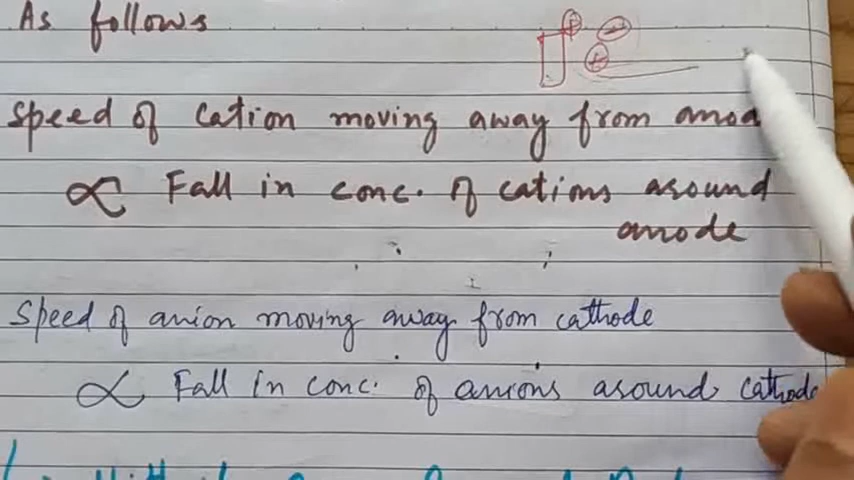 As follows
Speed of cation moving away from
∝ Fall in conc. of cations around
anode
Speed of anion moving away from cathode
∝ Fall in conc. of anions around cathode